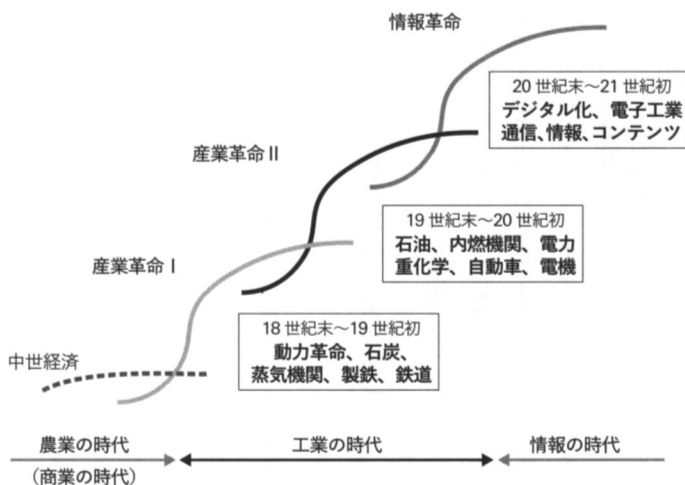 情報革命
20世紀末～21世紀初
デジタル化、電子工業
通信、情報、コンテンツ
産業革命Ⅱ
19世紀末～20世紀初
石油、内燃機関、電力
重化学、自動車、電機
産業革命Ⅰ
18世紀末～19世紀初
動力革命、石炭、
蒸気機関、製鉄、鉄道
中世経済
農業の時代
(商業の時代)
工業の時代
情報の時代